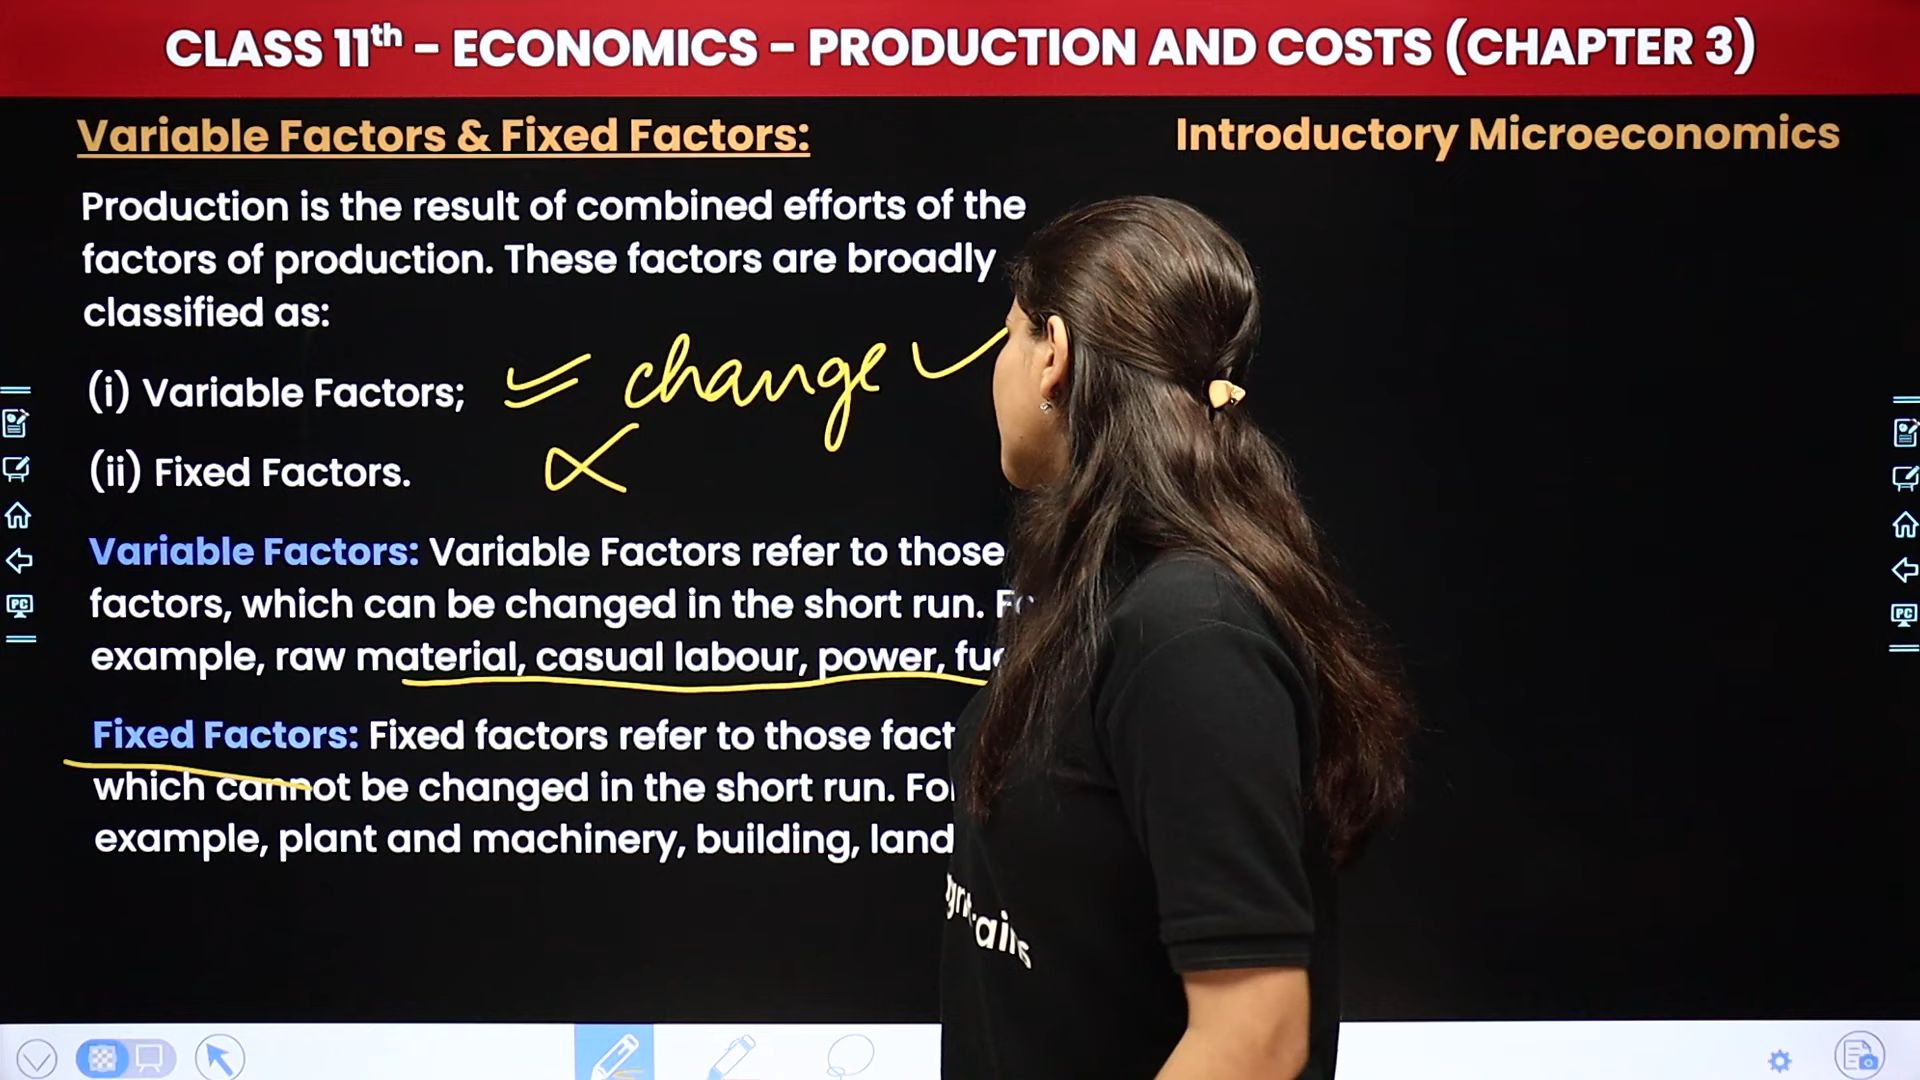 CLASS 11th - ECONOMICS - PRODUCTION AND COSTS (CHAPTER 3)
Variable Factors & Fixed Factors:
Introductory Microeconomics
Production is the result of combined efforts of the
factors of production. These factors are broadly
classified as:
(i) Variable Factors;
change
(ii) Fixed Factors.
Variable Factors: Variable Factors refer to those
factors, which can be changed in the short run.
example, raw material, casual labour, power,
Fixed Factors: Fixed factors refer to those
which cannot be changed in the short run. For
example, plant and machinery, building, land
PC
PC